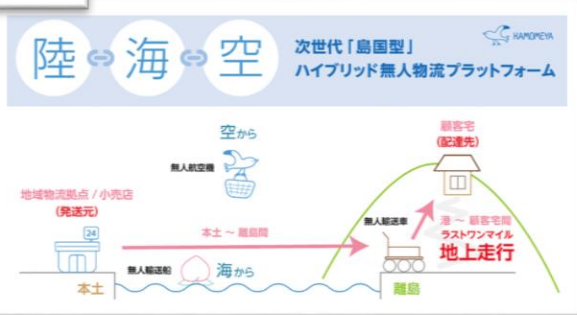 陸 海 空
次世代「島国型」
ハイブリッド無人物流プラットフォーム
KAMOMEYA
空から
無人航空機
顧客宅
(配達先)
地域物流拠点 / 小売店
(発送元)
24
本土 ～ 離島間
無人輸送車
港 ～ 顧客宅間
ラストワンマイル
地上走行
無人輸送船
海から
本土
離島